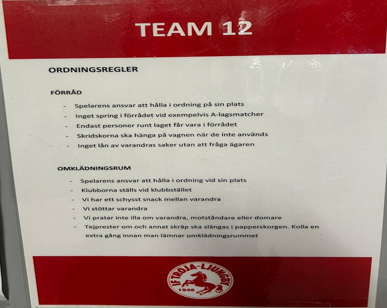 TEAM 12
ORDNINGSREGLER
FÖRRÅD
- Spelarens ansvar att hålla i ordning på sin plats
- Inget spring i förrådet vid exempelvis A-lagsmatcher
- Endast personer runt laget får vara i förrådet
- Skridskorna ska hänga på vagnen när de inte används
- Inget lån av varandras saker utan att fråga ägaren
OMKLÄDNINGSRUM
- Spelarens ansvar att hålla i ordning vid sin plats
- Klubborna ställs vid klubbstället
- Vi har ett schysst snack mellan varandra
- Vi stöttar varandra
- Vi pratar inte illa om varandra, motståndare eller domare
- Tejprester om och annat skräp ska slängas i papperskorgen. Kolla en
extra gång innan man lämnar omklädningsrummet
IF TROJA-LJUNGBY
1946